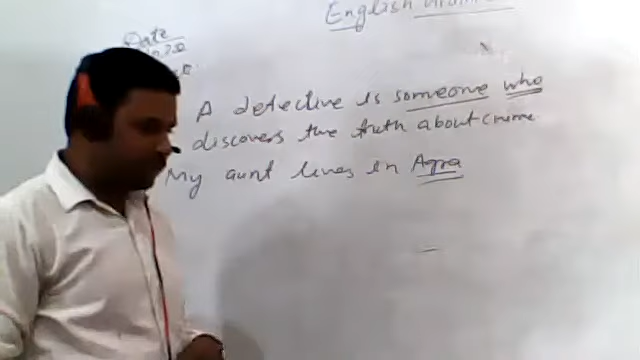 English
Date
A detective is someone who
discovers the truth about crime
My aunt lives in Agra